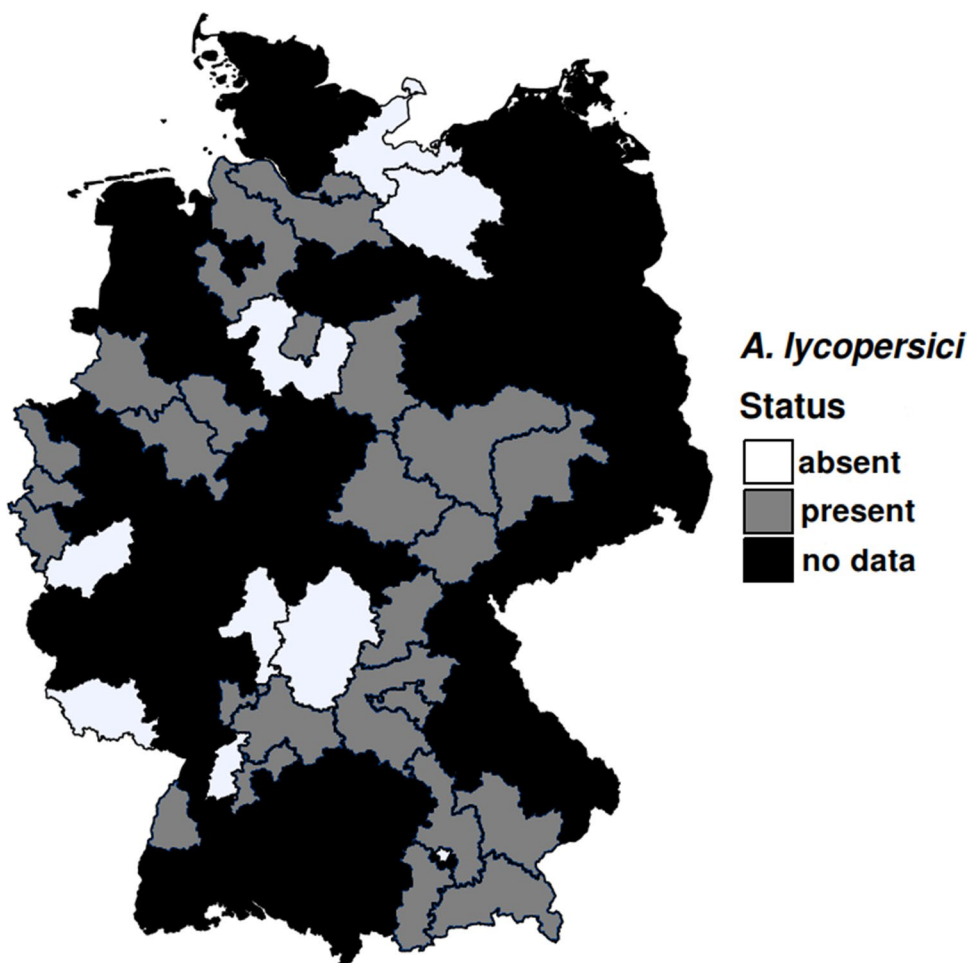 A. lycopersici
Status
absent
present
no data